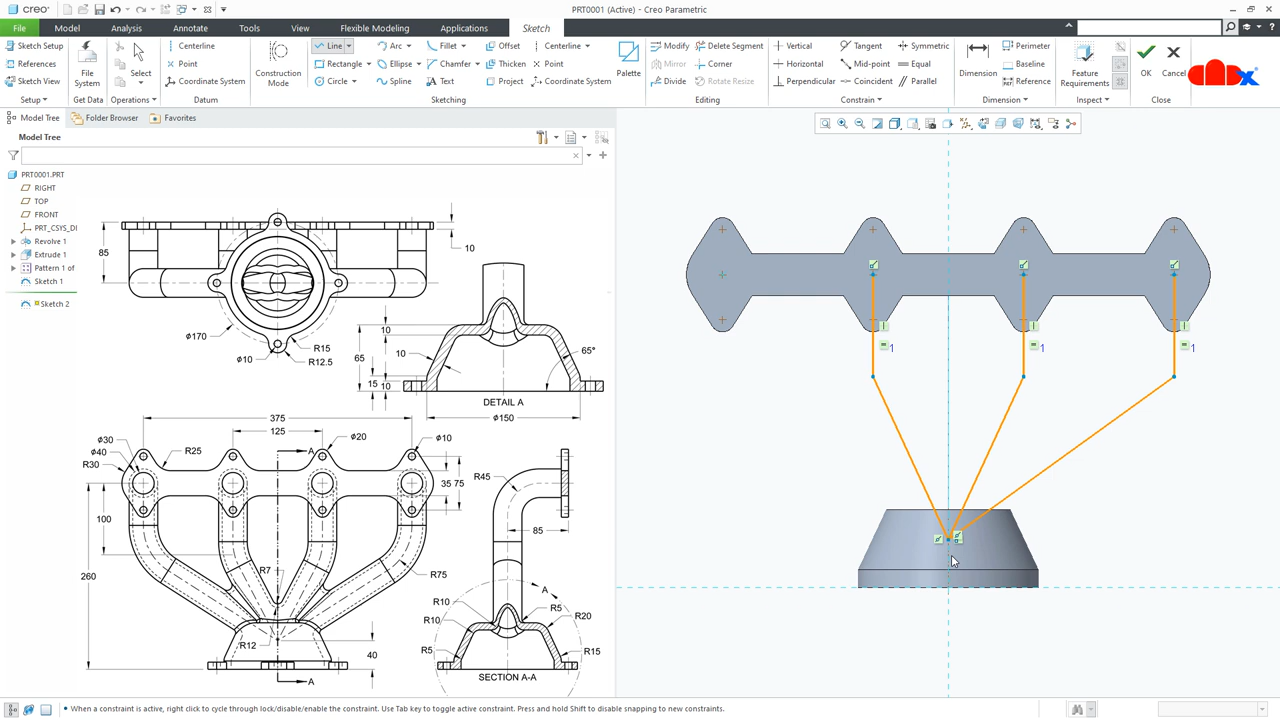 creo
PRT0001 (Active) - Creo Parametric
File Model Analysis Annotate Tools View Flexible Modeling Applications Sketch
Sketch Setup
References
Sketch View
Setup
File System
Get Data
Select
Operations
Centerline
Point
Coordinate System
Datum
Construction Mode
Line Arc Fillet Offset Centerline
Rectangle Ellipse Chamfer Thicken Point
Circle Spline Text Project Coordinate System
Palette
Sketching
Modify Delete Segment
Mirror Corner
Divide Rotate Resize
Editing
Vertical Tangent Symmetric
Horizontal Mid-point Equal
Perpendicular Coincident Parallel
Constrain
Dimension
Perimeter
Baseline
Reference
Dimension
Feature Requirements
Inspect
OK
Cancel
Close
Model Tree Folder Browser Favorites
Model Tree
PRT0001.PRT
RIGHT
TOP
FRONT
PRT_CSYS_DI
Revolve 1
Extrude 1
Pattern 1 of
Sketch 1
Sketch 2
85
10
ϕ170
ϕ10
R15
R12.5
10
65
10
15
10
65°
DETAIL A
ϕ150
375
125
ϕ30
ϕ40
R30
R25
ϕ20
ϕ10
A
35
75
100
260
R7
R75
R12
40
A
R45
85
A
R10
R10
R5
R5
R20
R15
SECTION A-A
1
1
1
When a constraint is active, right click to cycle through lock/disable/enable the constraint. Use Tab key to toggle active constraint. Press and hold Shift to disable snapping to new constraints.